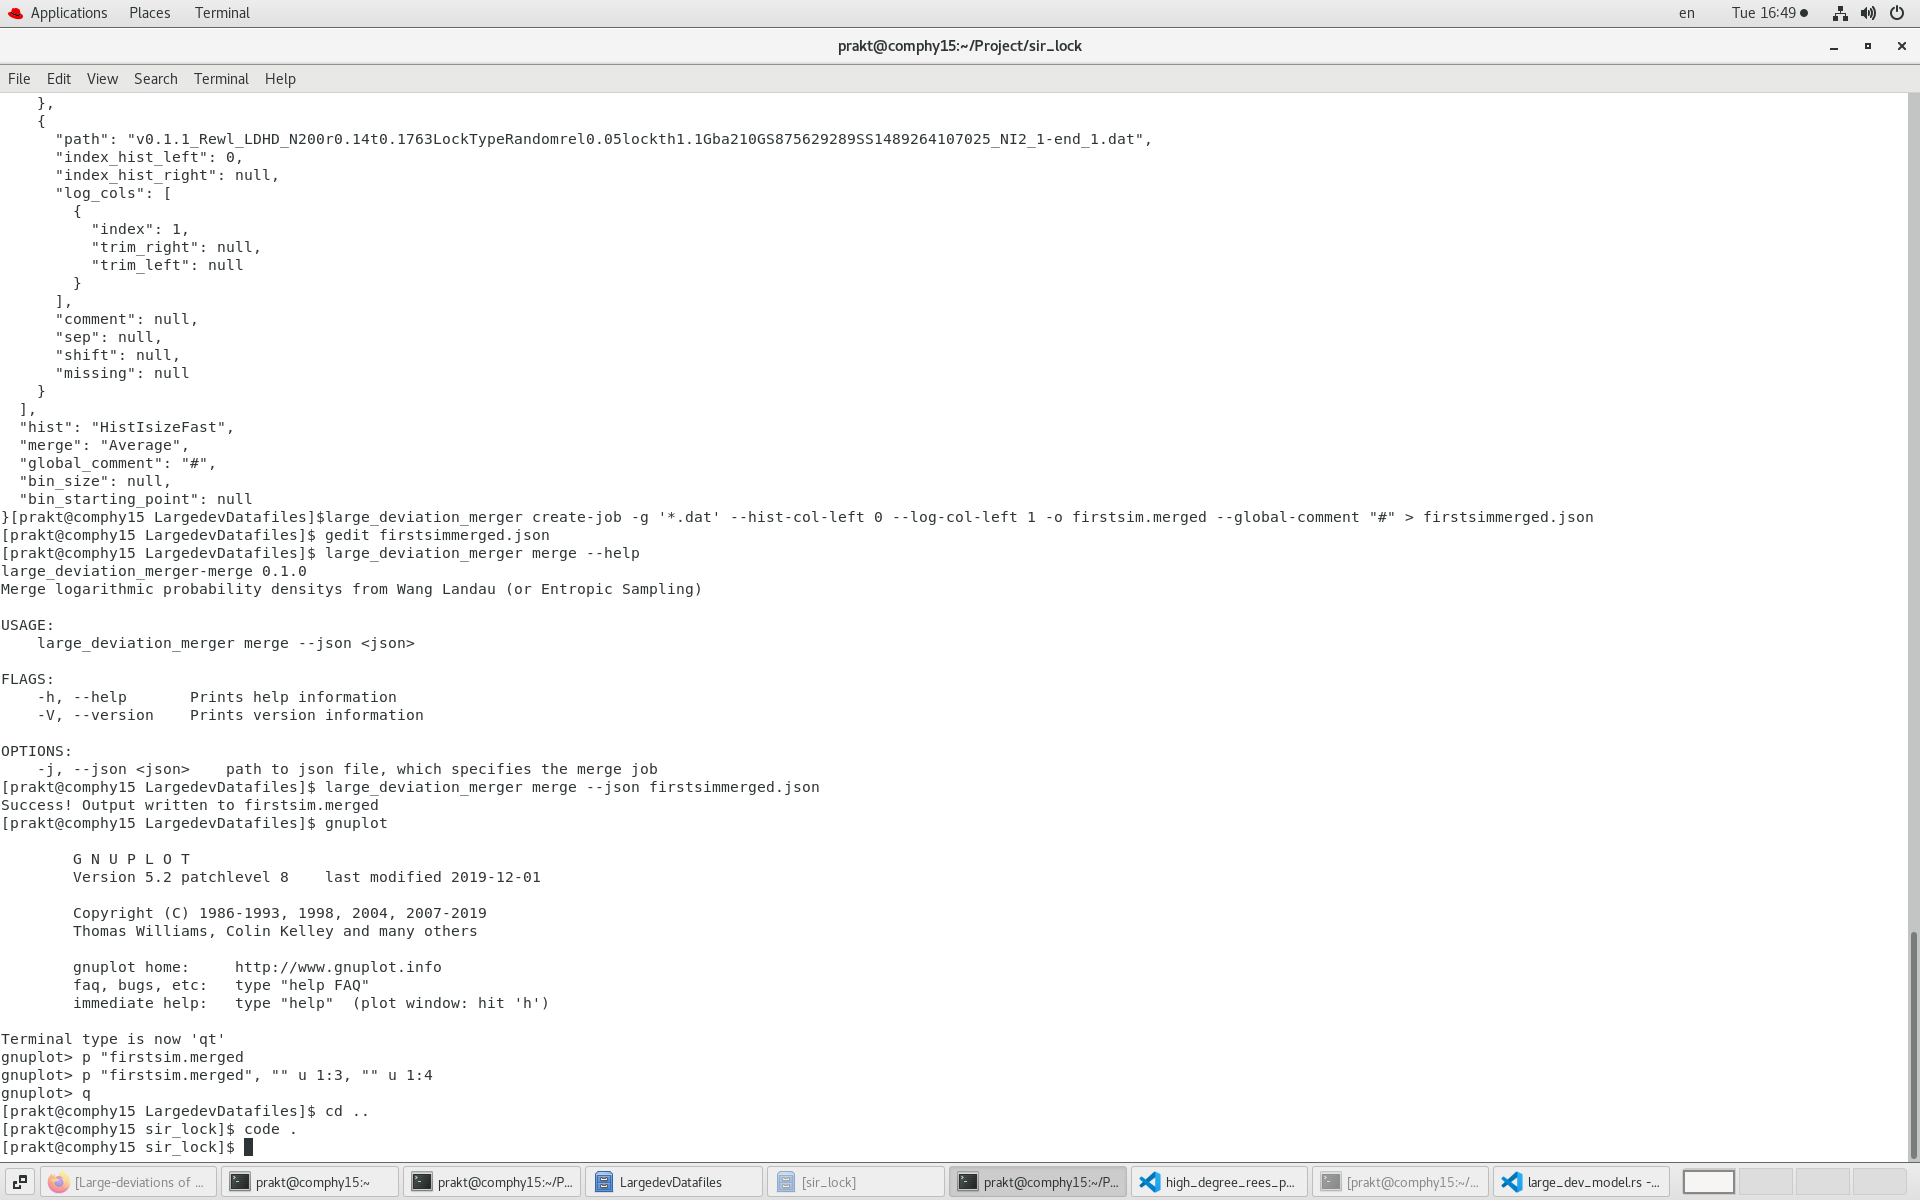 Applications Places Terminal en Tue 16:49
prakt@comphy15:~/Project/sir_lock
File Edit View Search Terminal Help
    },
    {
      "path": "v0.1.1_Rewl_LDHD_N200r0.14t0.1763LockTypeRandomrel0.05lockth1.1Gba210GS875629289SS1489264107025_NI2_1-end_1.dat",
      "index_hist_left": 0,
      "index_hist_right": null,
      "log_cols": [
        {
          "index": 1,
          "trim_right": null,
          "trim_left": null
        }
      ],
      "comment": null,
      "sep": null,
      "shift": null,
      "missing": null
    }
  ],
  "hist": "HistIsizeFast",
  "merge": "Average",
  "global_comment": "#",
  "bin_size": null,
  "bin_starting_point": null
}[prakt@comphy15 LargedevDatafiles]$large_deviation_merger create-job -g '*.dat' --hist-col-left 0 --log-col-left 1 -o firstsim.merged --global-comment "#" > firstsimmerged.json
[prakt@comphy15 LargedevDatafiles]$ gedit firstsimmerged.json
[prakt@comphy15 LargedevDatafiles]$ large_deviation_merger merge --help
large_deviation_merger-merge 0.1.0
Merge logarithmic probability densitys from Wang Landau (or Entropic Sampling)
USAGE:
    large_deviation_merger merge --json <json>
FLAGS:
    -h, --help       Prints help information
    -V, --version    Prints version information
OPTIONS:
    -j, --json <json>    path to json file, which specifies the merge job
[prakt@comphy15 LargedevDatafiles]$ large_deviation_merger merge --json firstsimmerged.json
Success! Output written to firstsim.merged
[prakt@comphy15 LargedevDatafiles]$ gnuplot
        G N U P L O T
        Version 5.2 patchlevel 8    last modified 2019-12-01
        Copyright (C) 1986-1993, 1998, 2004, 2007-2019
        Thomas Williams, Colin Kelley and many others
        gnuplot home:     http://www.gnuplot.info
        faq, bugs, etc:   type "help FAQ"
        immediate help:   type "help"  (plot window: hit 'h')
Terminal type is now 'qt'
gnuplot> p "firstsim.merged
gnuplot> p "firstsim.merged", "" u 1:3, "" u 1:4
gnuplot> q
[prakt@comphy15 LargedevDatafiles]$ cd ..
[prakt@comphy15 sir_lock]$ code .
[prakt@comphy15 sir_lock]$
[Large-deviations of ... prakt@comphy15:~ prakt@comphy15:~/P... LargedevDatafiles [sir_lock] prakt@comphy15:~/P... high_degree_rees_p... [prakt@comphy15:~/... large_dev_model.rs -...